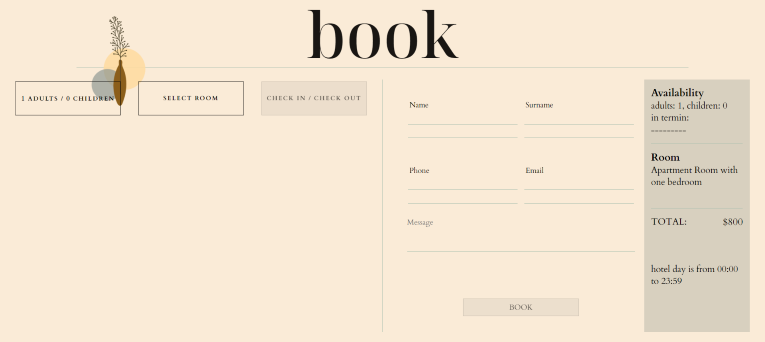 book
1 ADULTS / 0 CHILDREN
SELECT ROOM
CHECK IN / CHECK OUT
Name
Surname
Phone
Email
Message
BOOK
Availability
adults: 1, children: 0
in termin:
---------
Room
Apartment Room with
one bedroom
TOTAL: $800
hotel day is from 00:00
to 23:59